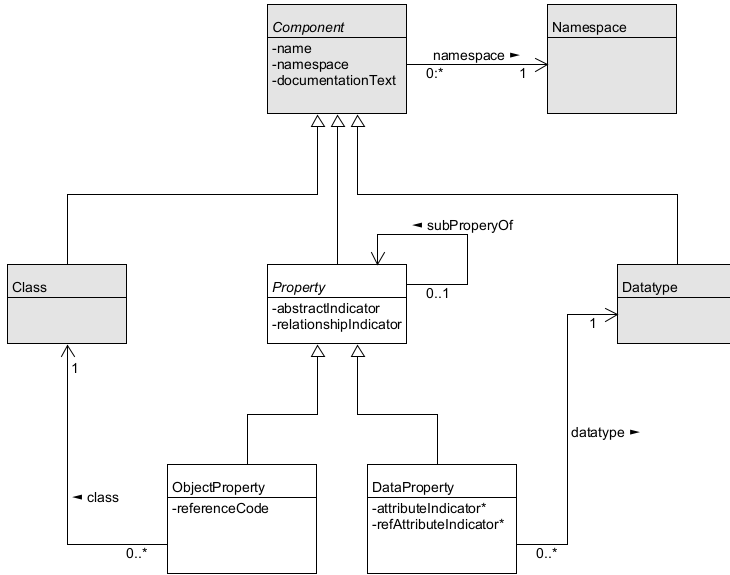 Component
-name
-namespace
-documentationText
namespace ►
0:*
1
Namespace
◄ subProperyOf
Class
Property
-abstractIndicator
-relationshipIndicator
0..1
Datatype
1
1
datatype ►
◄ class
ObjectProperty
-referenceCode
DataProperty
-attributeIndicator*
-refAttributeIndicator*
0..*
0..*